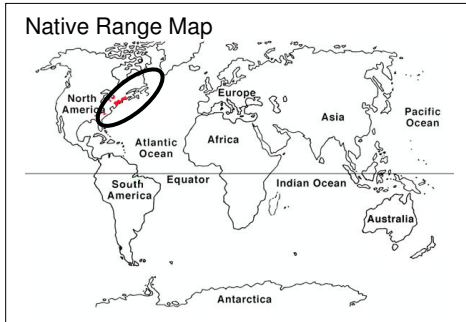 Native Range Map
North
America
Europe
Asia
Pacific
Ocean
Atlantic
Ocean
Africa
Equator
Indian Ocean
South
America
Australia
Antarctica